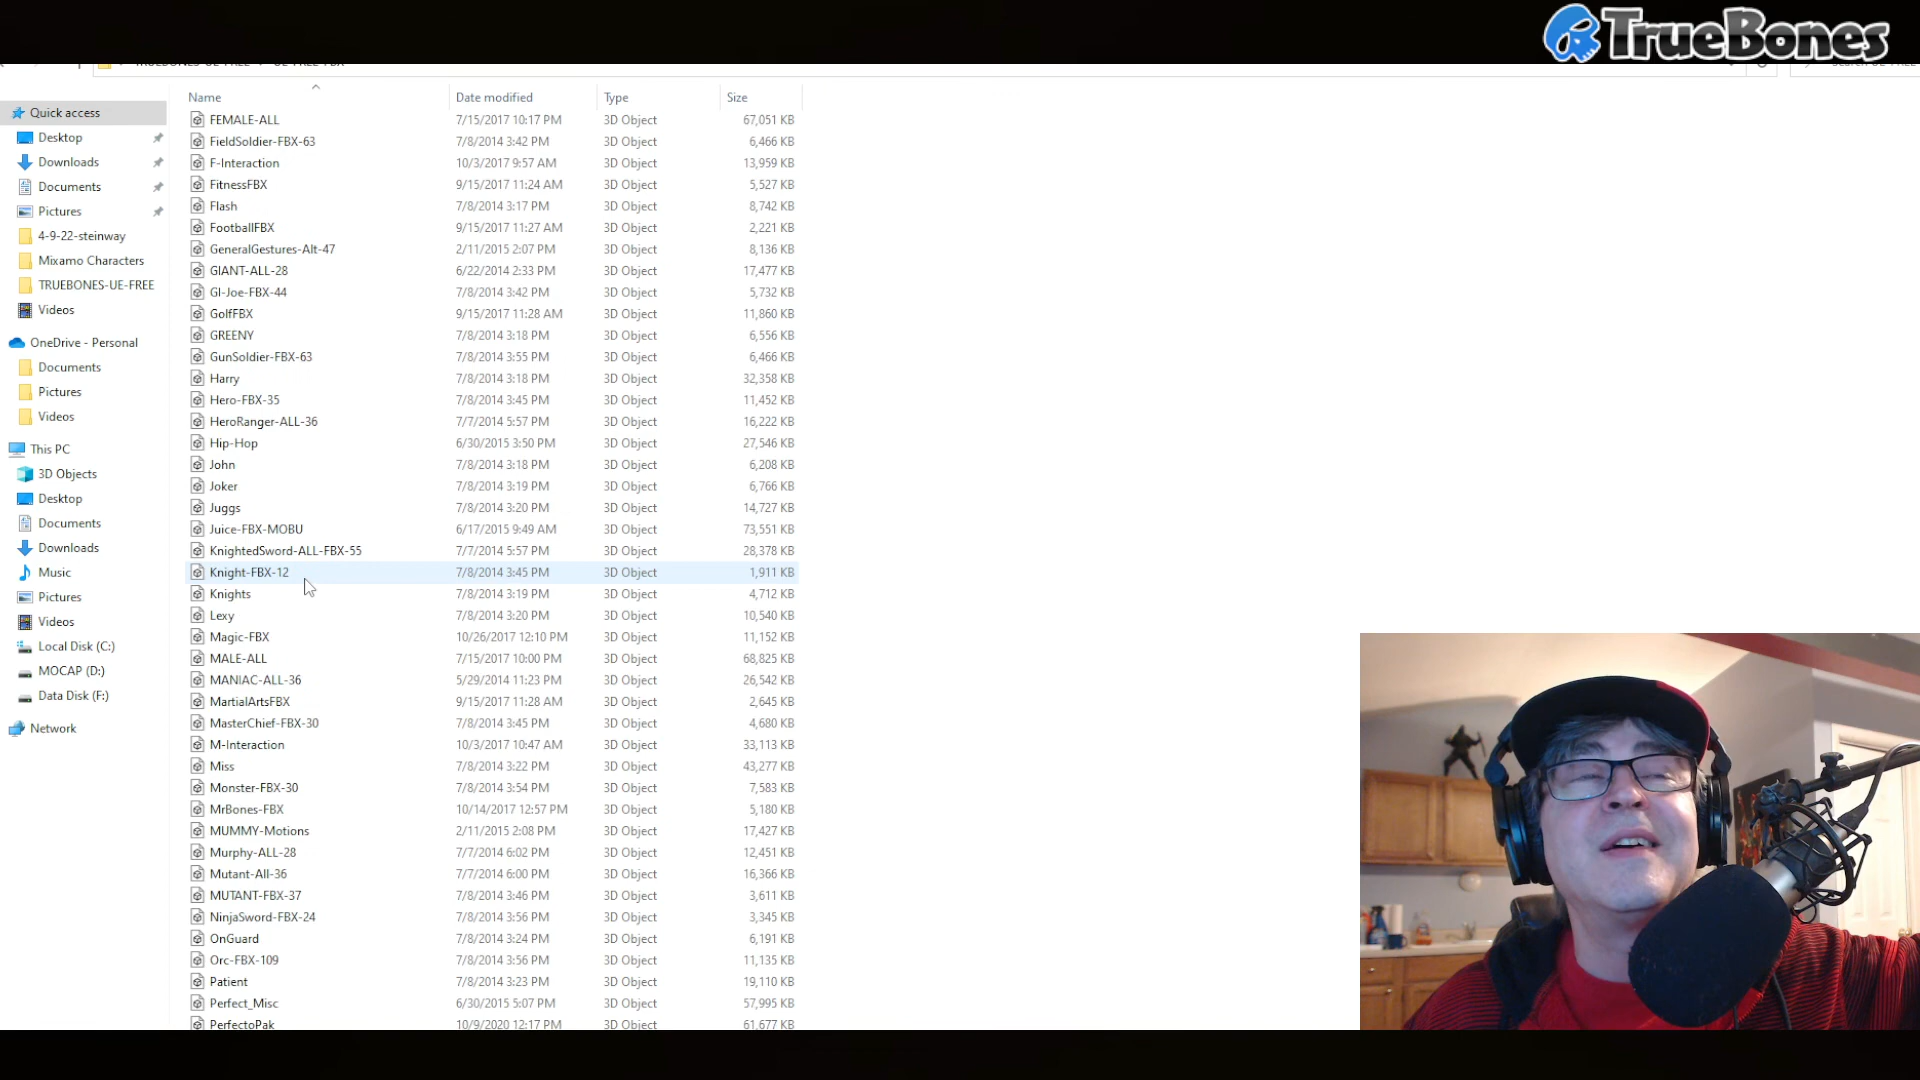 TrueBones
TRUEBONES-UE-FREE UE-FREE-FBX
Name Date modified Type Size
Quick access
Desktop
Downloads
Documents
Pictures
4-9-22-steinway
Mixamo Characters
TRUEBONES-UE-FREE
Videos
OneDrive - Personal
Documents
Pictures
Videos
This PC
3D Objects
Desktop
Documents
Downloads
Music
Pictures
Videos
Local Disk (C:)
MOCAP (D:)
Data Disk (F:)
Network
FEMALE-ALL 7/15/2017 10:17 PM 3D Object 67,051 KB
FieldSoldier-FBX-63 7/8/2014 3:42 PM 3D Object 6,466 KB
F-Interaction 10/3/2017 9:57 AM 3D Object 13,959 KB
FitnessFBX 9/15/2017 11:24 AM 3D Object 5,527 KB
Flash 7/8/2014 3:17 PM 3D Object 8,742 KB
FootballFBX 9/15/2017 11:27 AM 3D Object 2,221 KB
GeneralGestures-Alt-47 2/11/2015 2:07 PM 3D Object 8,136 KB
GIANT-ALL-28 6/22/2014 2:33 PM 3D Object 17,477 KB
GI-Joe-FBX-44 7/8/2014 3:42 PM 3D Object 5,732 KB
GolfFBX 9/15/2017 11:28 AM 3D Object 11,860 KB
GREENY 7/8/2014 3:18 PM 3D Object 6,556 KB
GunSoldier-FBX-63 7/8/2014 3:55 PM 3D Object 6,466 KB
Harry 7/8/2014 3:18 PM 3D Object 32,358 KB
Hero-FBX-35 7/8/2014 3:45 PM 3D Object 11,452 KB
HeroRanger-ALL-36 7/7/2014 5:57 PM 3D Object 16,222 KB
Hip-Hop 6/30/2015 3:50 PM 3D Object 27,546 KB
John 7/8/2014 3:18 PM 3D Object 6,208 KB
Joker 7/8/2014 3:19 PM 3D Object 6,766 KB
Juggs 7/8/2014 3:20 PM 3D Object 14,727 KB
Juice-FBX-MOBU 6/17/2015 9:49 AM 3D Object 73,551 KB
KnightedSword-ALL-FBX-55 7/7/2014 5:57 PM 3D Object 28,378 KB
Knight-FBX-12 7/8/2014 3:45 PM 3D Object 1,911 KB
Knights 7/8/2014 3:19 PM 3D Object 4,712 KB
Lexy 7/8/2014 3:20 PM 3D Object 10,540 KB
Magic-FBX 10/26/2017 12:10 PM 3D Object 11,152 KB
MALE-ALL 7/15/2017 10:00 PM 3D Object 68,825 KB
MANIAC-ALL-36 5/29/2014 11:23 PM 3D Object 26,542 KB
MartialArtsFBX 9/15/2017 11:28 AM 3D Object 2,645 KB
MasterChief-FBX-30 7/8/2014 3:45 PM 3D Object 4,680 KB
M-Interaction 10/3/2017 10:47 AM 3D Object 33,113 KB
Miss 7/8/2014 3:22 PM 3D Object 43,277 KB
Monster-FBX-30 7/8/2014 3:54 PM 3D Object 7,583 KB
MrBones-FBX 10/14/2017 12:57 PM 3D Object 5,180 KB
MUMMY-Motions 2/11/2015 2:08 PM 3D Object 17,427 KB
Murphy-ALL-28 7/7/2014 6:02 PM 3D Object 12,451 KB
Mutant-All-36 7/7/2014 6:00 PM 3D Object 16,366 KB
MUTANT-FBX-37 7/8/2014 3:46 PM 3D Object 3,611 KB
NinjaSword-FBX-24 7/8/2014 3:56 PM 3D Object 3,345 KB
OnGuard 7/8/2014 3:24 PM 3D Object 6,191 KB
Orc-FBX-109 7/8/2014 3:56 PM 3D Object 11,135 KB
Patient 7/8/2014 3:23 PM 3D Object 19,110 KB
Perfect_Misc 6/30/2015 5:07 PM 3D Object 57,995 KB
PerfectoPak 10/9/2020 12:17 PM 3D Object 61,677 KB